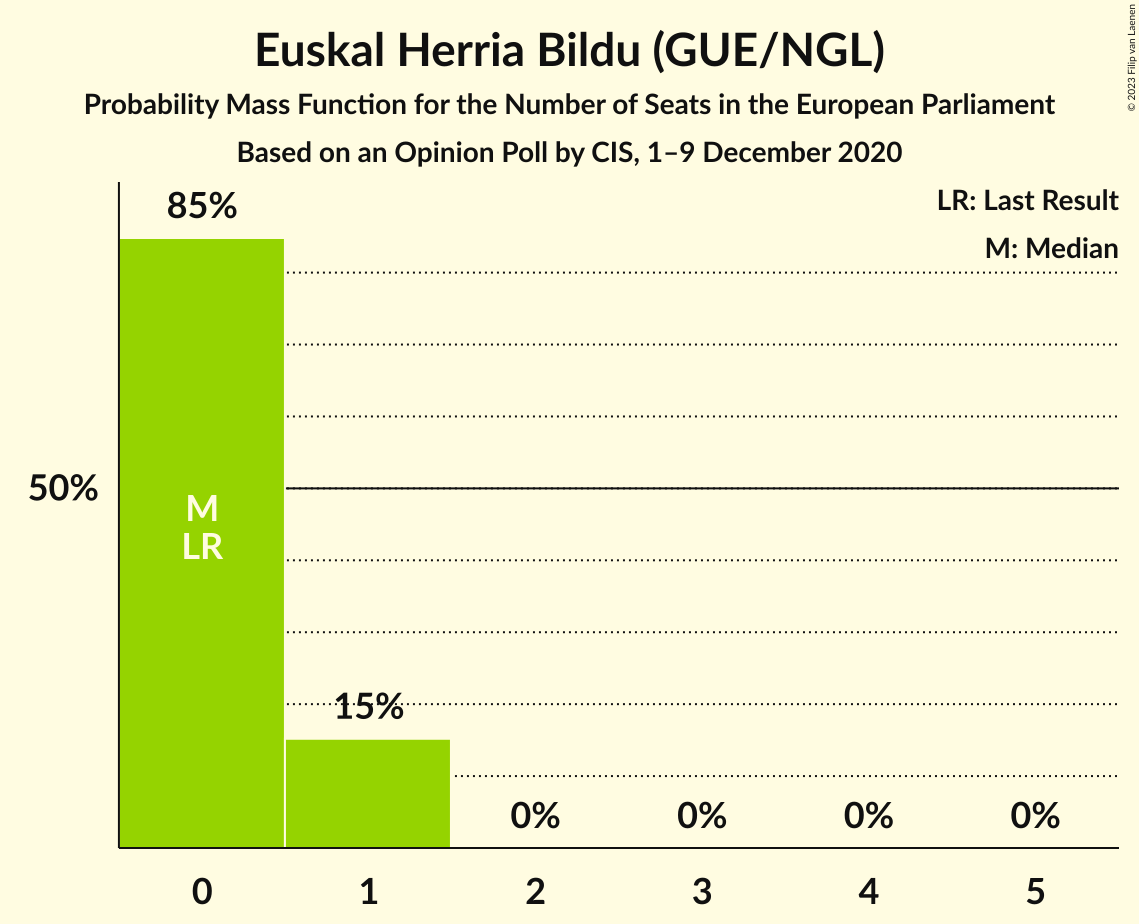 Euskal Herria Bildu (GUE/NGL)
Probability Mass Function for the Number of Seats in the European Parliament
Based on an Opinion Poll by CIS, 1–9 December 2020
© 2023 Filip van Laenen
LR: Last Result
M: Median
85%
50%
M
LR
15%
0% 0% 0% 0%
0 1 2 3 4 5